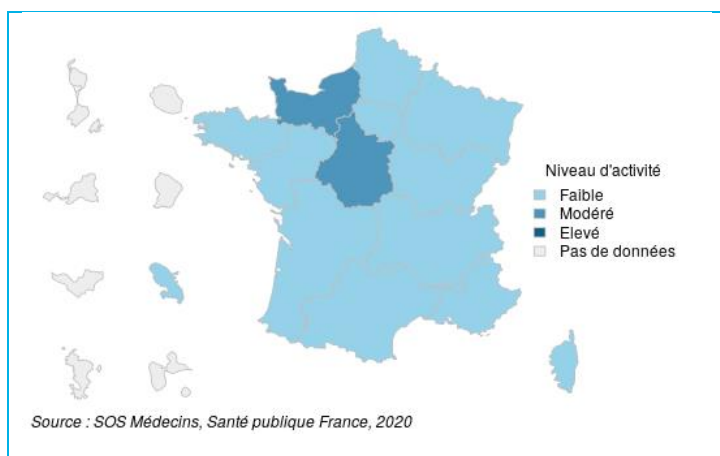 Niveau d'activité
Faible
Modéré
Elevé
Pas de données
Source : SOS Médecins, Santé publique France, 2020